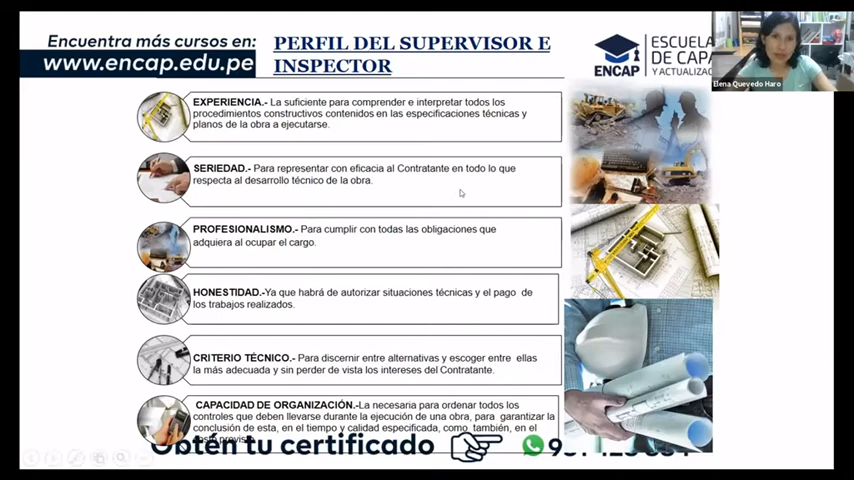 Encuentra más cursos en:
www.encap.edu.pe
PERFIL DEL SUPERVISOR E
INSPECTOR
ENCAP
ESCUELA
DE CAPA
Y ACTUALIZAC
Elena Quevedo Haro
EXPERIENCIA.- La suficiente para comprender e interpretar todos los
procedimientos constructivos contenidos en las especificaciones técnicas y
planos de la obra a ejecutarse.
SERIEDAD.- Para representar con eficacia al Contratante en todo lo que
respecta al desarrollo técnico de la obra.
PROFESIONALISMO.- Para cumplir con todas las obligaciones que
adquiera al ocupar el cargo.
HONESTIDAD.-Ya que habrá de autorizar situaciones técnicas y el pago de
los trabajos realizados.
CRITERIO TÉCNICO.- Para discernir entre alternativas y escoger entre ellas
la más adecuada y sin perder de vista los intereses del Contratante.
CAPACIDAD DE ORGANIZACIÓN.-La necesaria para ordenar todos los
controles que deben llevarse durante la ejecución de una obra, para garantizar la
conclusión de esta, en el tiempo y calidad especificada, como también, en el
Obtén tu certificado